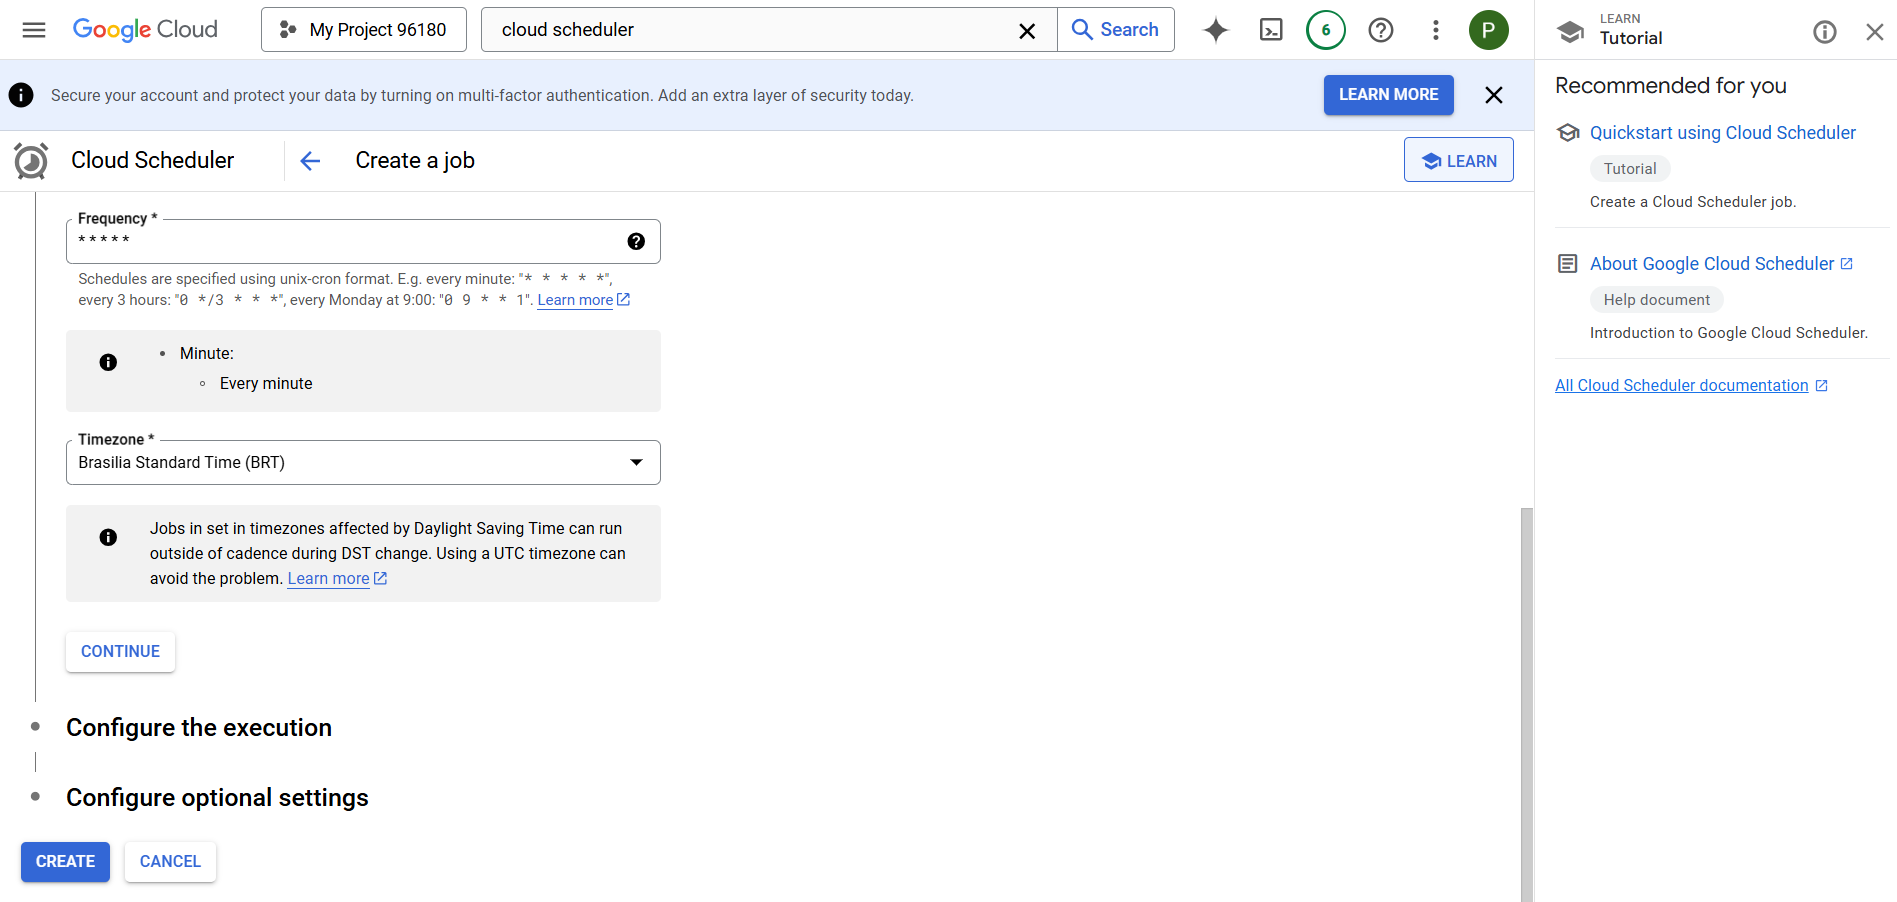 Google Cloud
My Project 96180
cloud scheduler
Search
6
P
LEARN
Tutorial
Secure your account and protect your data by turning on multi-factor authentication. Add an extra layer of security today.
LEARN MORE
Cloud Scheduler
Create a job
LEARN
Frequency *
* * * * *
Schedules are specified using unix-cron format. E.g. every minute: "* * * * *",
every 3 hours: "0 */3 * * *", every Monday at 9:00: "0 9 * * 1". Learn more
Minute:
Every minute
Timezone *
Brasilia Standard Time (BRT)
Jobs in set in timezones affected by Daylight Saving Time can run
outside of cadence during DST change. Using a UTC timezone can
avoid the problem. Learn more
CONTINUE
Configure the execution
Configure optional settings
CREATE
CANCEL
Recommended for you
Quickstart using Cloud Scheduler
Tutorial
Create a Cloud Scheduler job.
About Google Cloud Scheduler
Help document
Introduction to Google Cloud Scheduler.
All Cloud Scheduler documentation